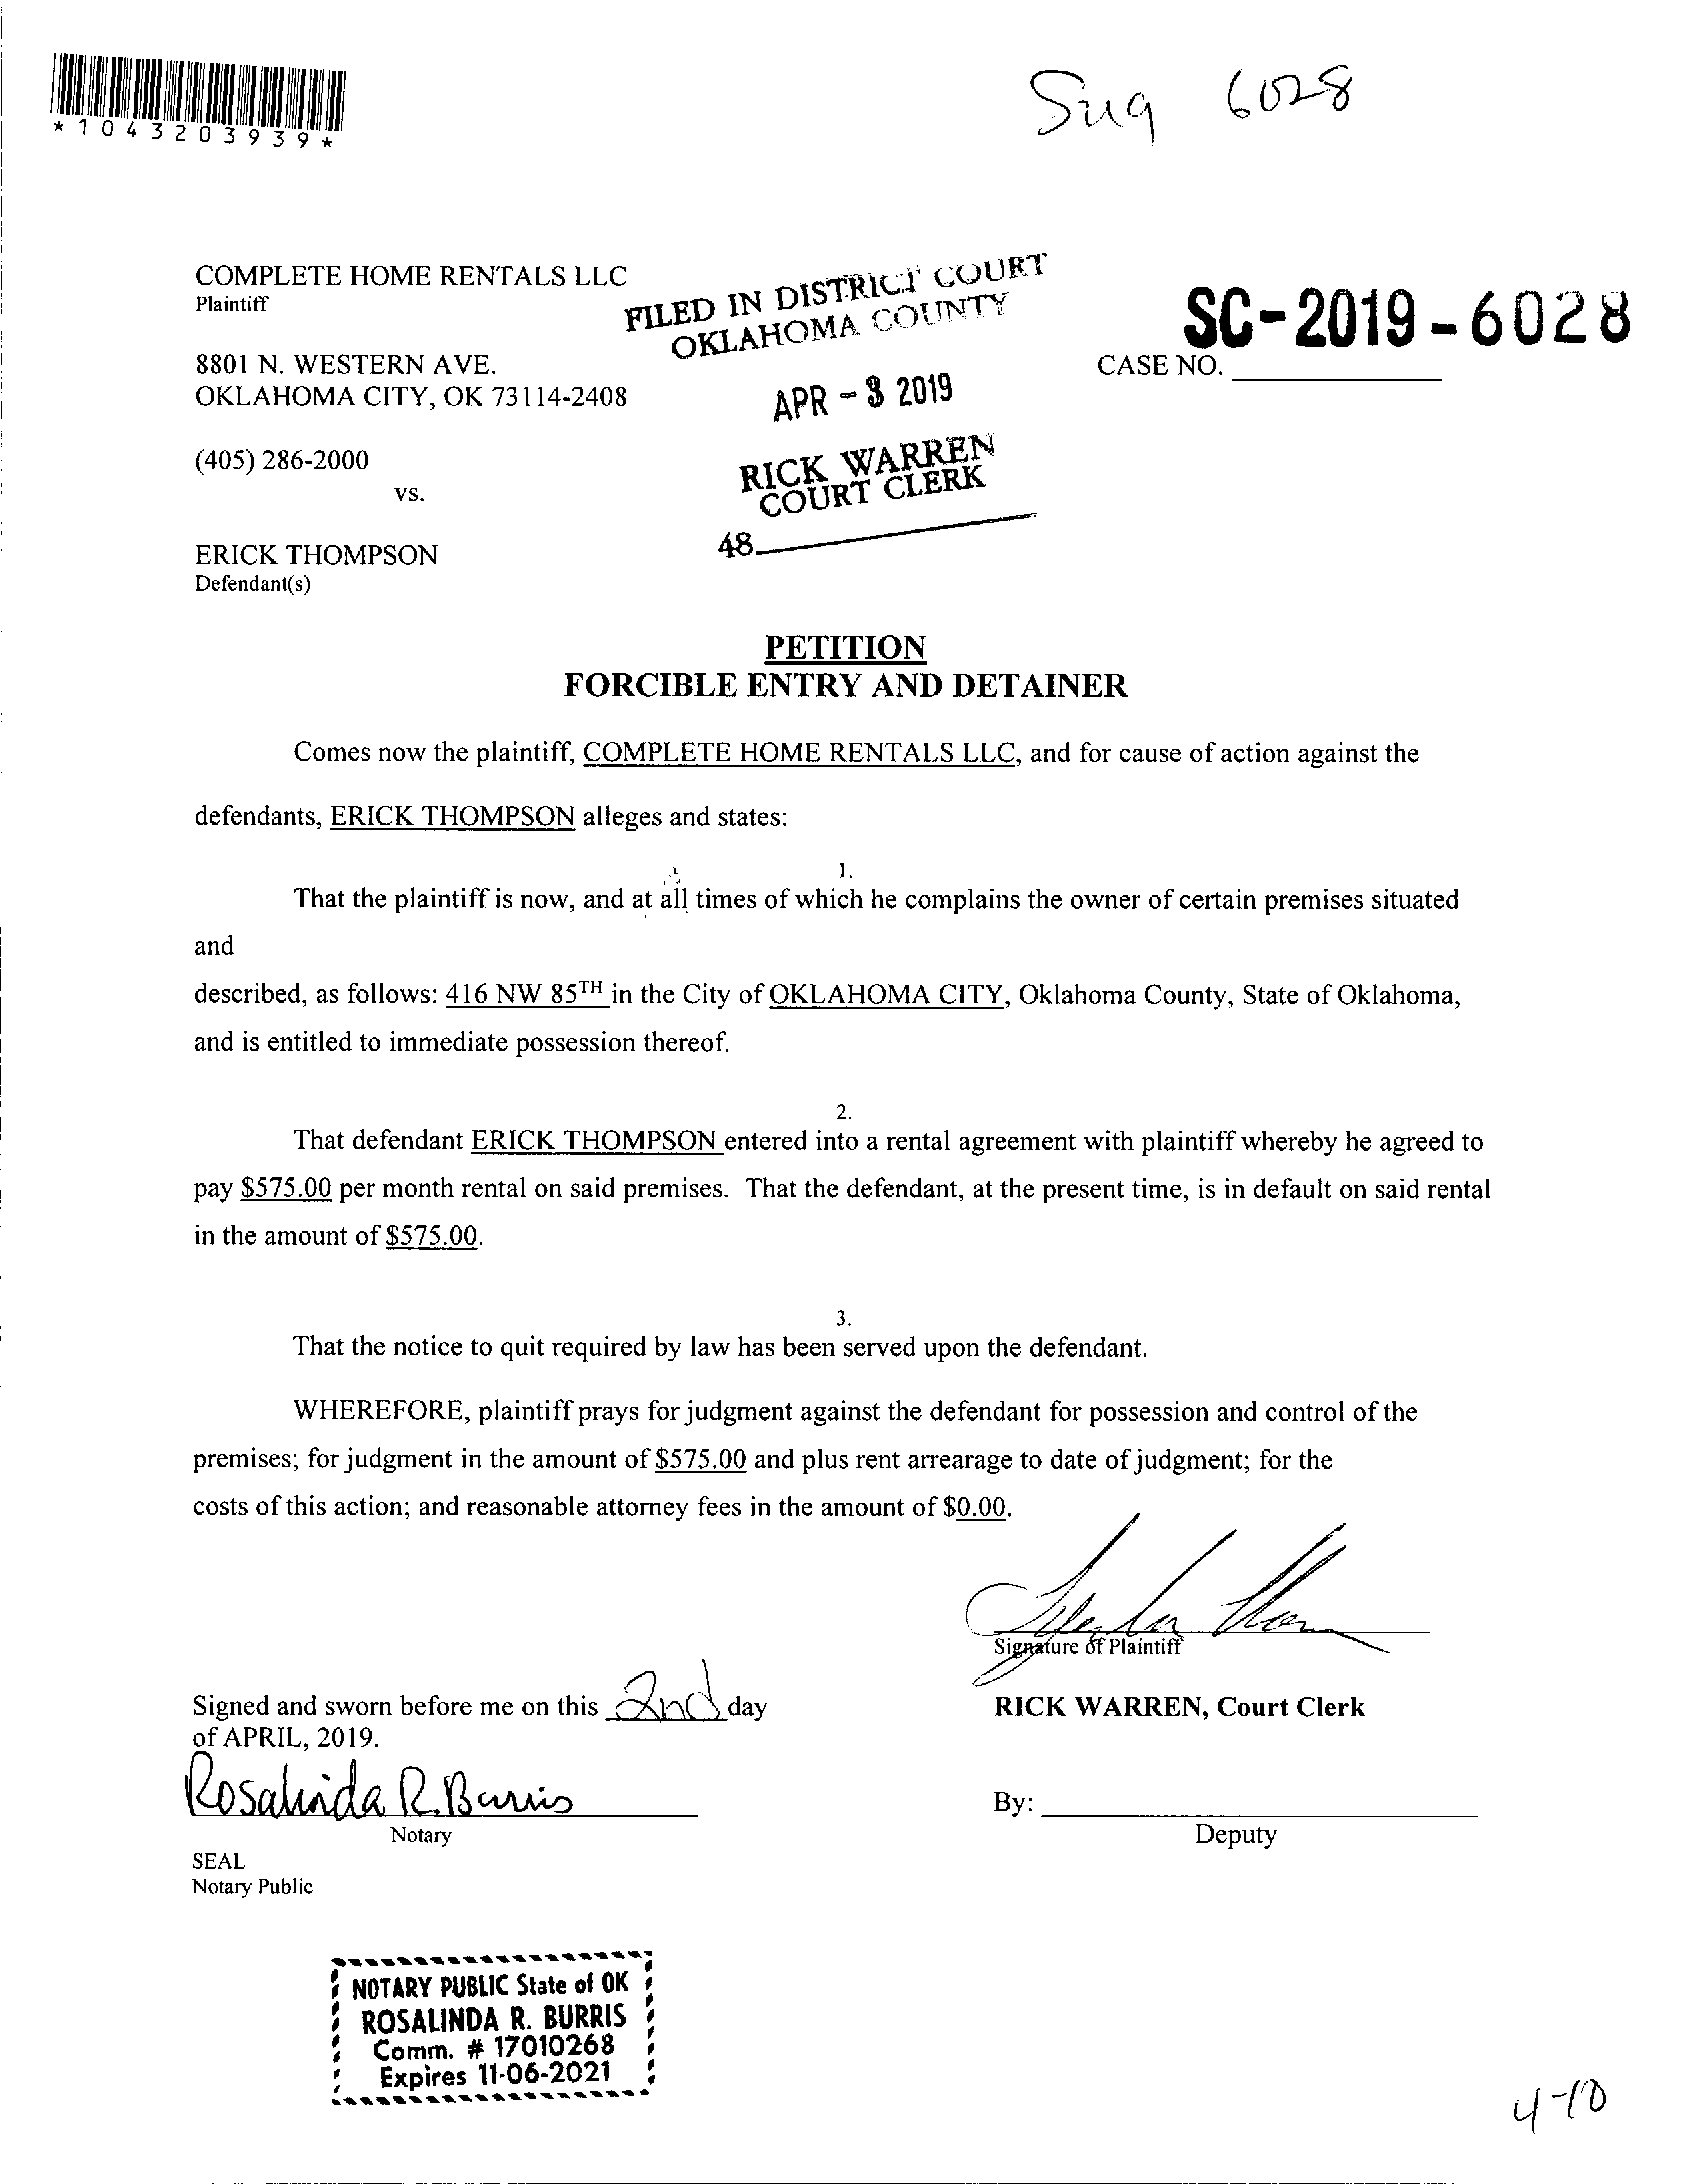 *1043203939*
6028
COMPLETE HOME RENTALS LLC
Plaintiff
FILED IN DISTRICT COURT
OKLAHOMA COUNTY
SC-2019-6028
8801 N. WESTERN AVE.
CASE NO.
OKLAHOMA CITY, OK 73114-2408
APR - 3 2019
(405) 286-2000
RICK WARREN
COURT CLERK
vs.
48
ERICK THOMPSON
Defendant(s)
PETITION
FORCIBLE ENTRY AND DETAINER
Comes now the plaintiff, COMPLETE HOME RENTALS LLC, and for cause of action against the
defendants, ERICK THOMPSON alleges and states:
1.
That the plaintiff is now, and at all times of which he complains the owner of certain premises situated
and
described, as follows: 416 NW 85TH in the City of OKLAHOMA CITY, Oklahoma County, State of Oklahoma,
and is entitled to immediate possession thereof.
2.
That defendant ERICK THOMPSON entered into a rental agreement with plaintiff whereby he agreed to
pay $575.00 per month rental on said premises. That the defendant, at the present time, is in default on said rental
in the amount of $575.00.
3.
That the notice to quit required by law has been served upon the defendant.
WHEREFORE, plaintiff prays for judgment against the defendant for possession and control of the
premises; for judgment in the amount of $575.00 and plus rent arrearage to date of judgment; for the
costs of this action; and reasonable attorney fees in the amount of $0.00.
Signature of Plaintiff
Signed and sworn before me on this 2nd day
RICK WARREN, Court Clerk
of APRIL, 2019.
Rosalinda R. Burris
By:
Notary
Deputy
SEAL
Notary Public
NOTARY PUBLIC State of OK
ROSALINDA R. BURRIS
Comm. # 17010268
Expires 11-06-2021
4-10